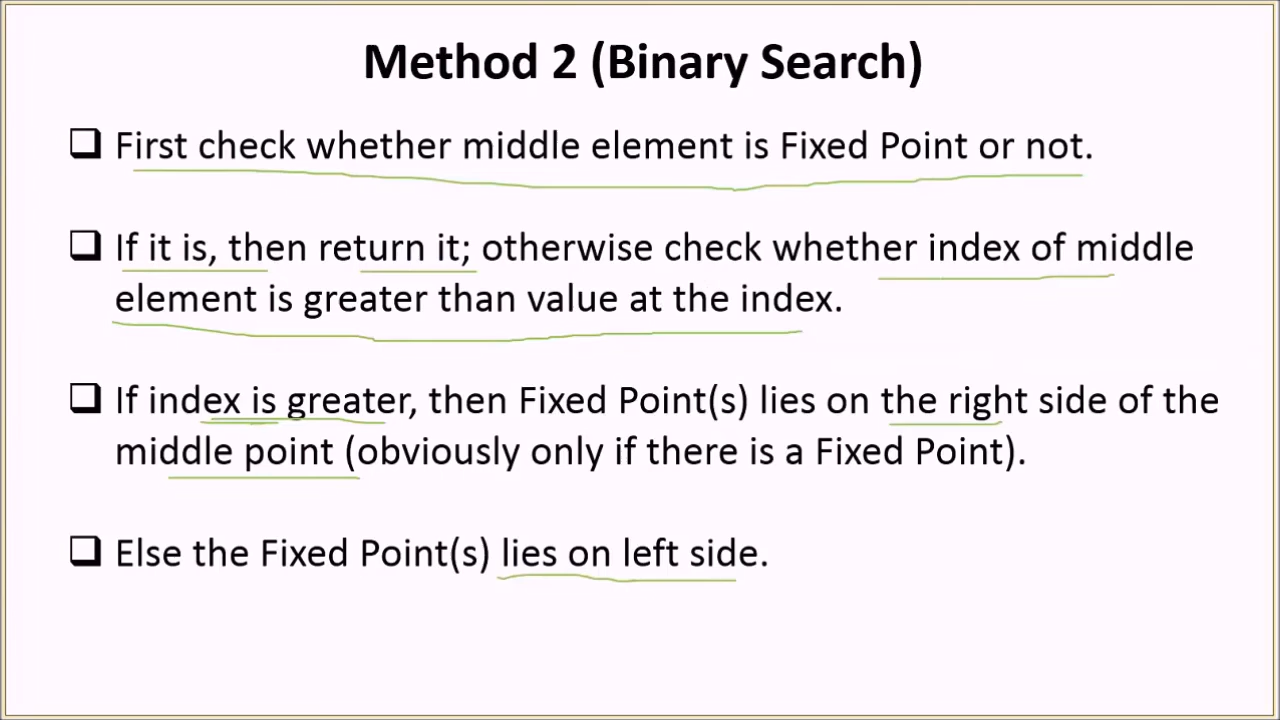 Method 2 (Binary Search)
First check whether middle element is Fixed Point or not.
If it is, then return it; otherwise check whether index of middle
element is greater than value at the index.
If index is greater, then Fixed Point(s) lies on the right side of the
middle point (obviously only if there is a Fixed Point).
Else the Fixed Point(s) lies on left side.